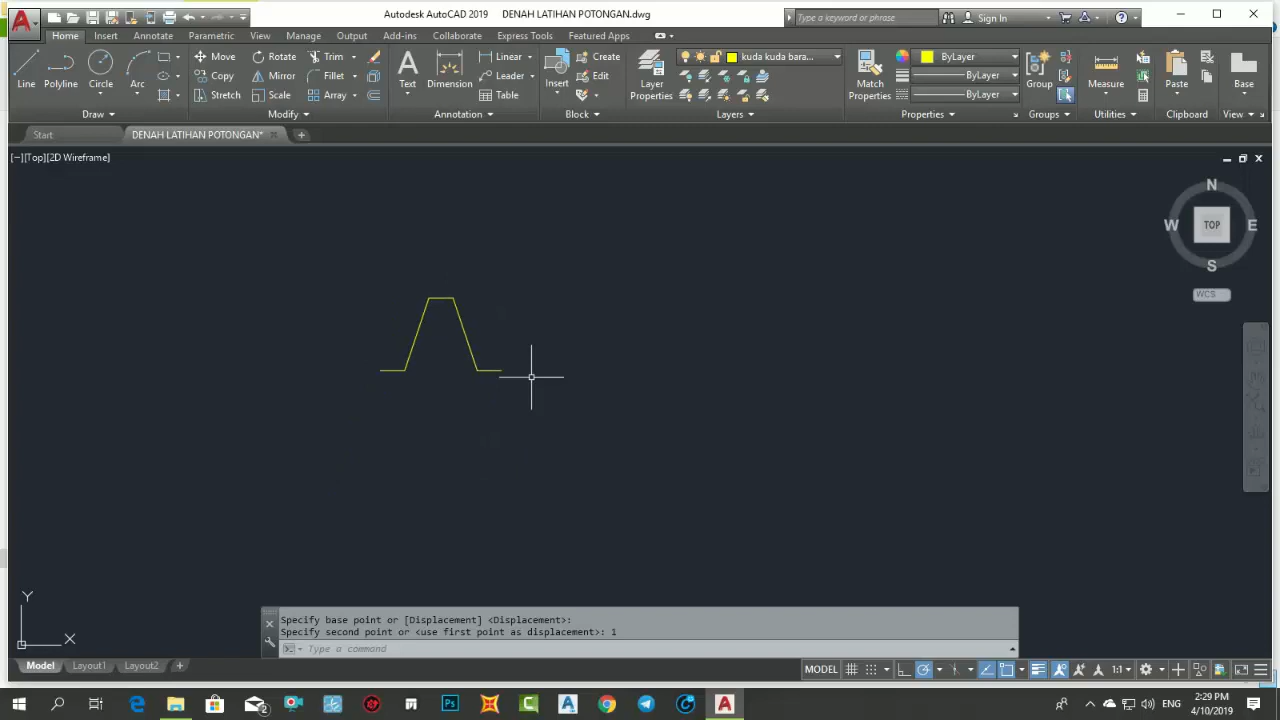 Autodesk AutoCAD 2019 DENAH LATIHAN POTONGAN.dwg
Type a keyword or phrase
Sign In
Home Insert Annotate Parametric View Manage Output Add-ins Collaborate Express Tools Featured Apps
Line
Polyline
Circle
Arc
Move
Rotate
Trim
Copy
Mirror
Fillet
Stretch
Scale
Array
Text
Dimension
Linear
Leader
Table
Insert
Create
Edit
Layer
Properties
kuda kuda bara...
Match
Properties
ByLayer
ByLayer
ByLayer
Group
Measure
Paste
Base
Draw
Modify
Annotation
Block
Layers
Properties
Groups
Utilities
Clipboard
View
Start
DENAH LATIHAN POTONGAN*
[−][Top][2D Wireframe]
N
W
TOP
E
S
WCS
Y
X
Specify base point or [Displacement] <Displacement>:
Specify second point or <use first point as displacement>: 1
Type a command
Model Layout1 Layout2
MODEL
1:1
2
ENG
2:29 PM
4/10/2019